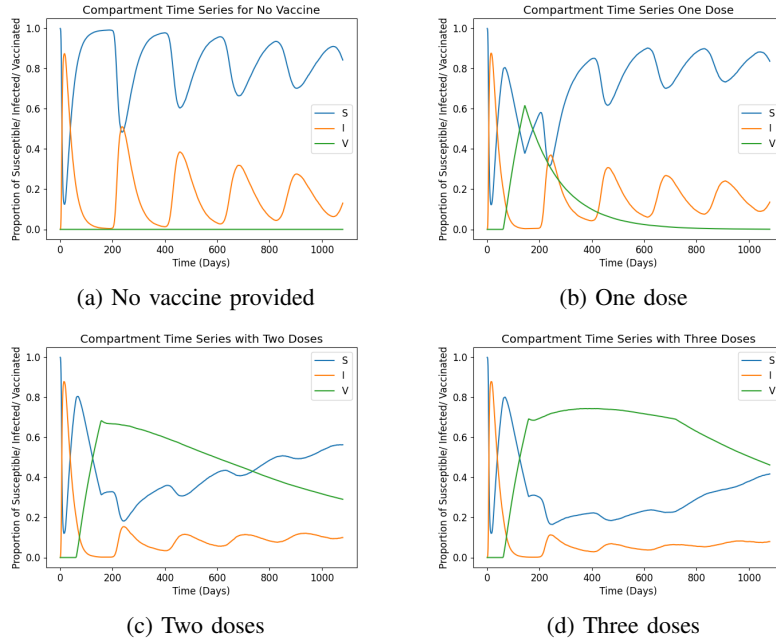 Compartment Time Series for No Vaccine
Proportion of Susceptible/ Infected/ Vaccinated
1.0
0.8
0.6
0.4
0.2
0.0
S
I
V
0 200 400 600 800 1000
Time (Days)
(a) No vaccine provided
Compartment Time Series One Dose
Proportion of Susceptible/ Infected/ Vaccinated
1.0
0.8
0.6
0.4
0.2
0.0
S
I
V
0 200 400 600 800 1000
Time (Days)
(b) One dose
Compartment Time Series with Two Doses
Proportion of Susceptible/ Infected/ Vaccinated
1.0
0.8
0.6
0.4
0.2
0.0
S
I
V
0 200 400 600 800 1000
Time (Days)
(c) Two doses
Compartment Time Series with Three Doses
Proportion of Susceptible/ Infected/ Vaccinated
1.0
0.8
0.6
0.4
0.2
0.0
S
I
V
0 200 400 600 800 1000
Time (Days)
(d) Three doses